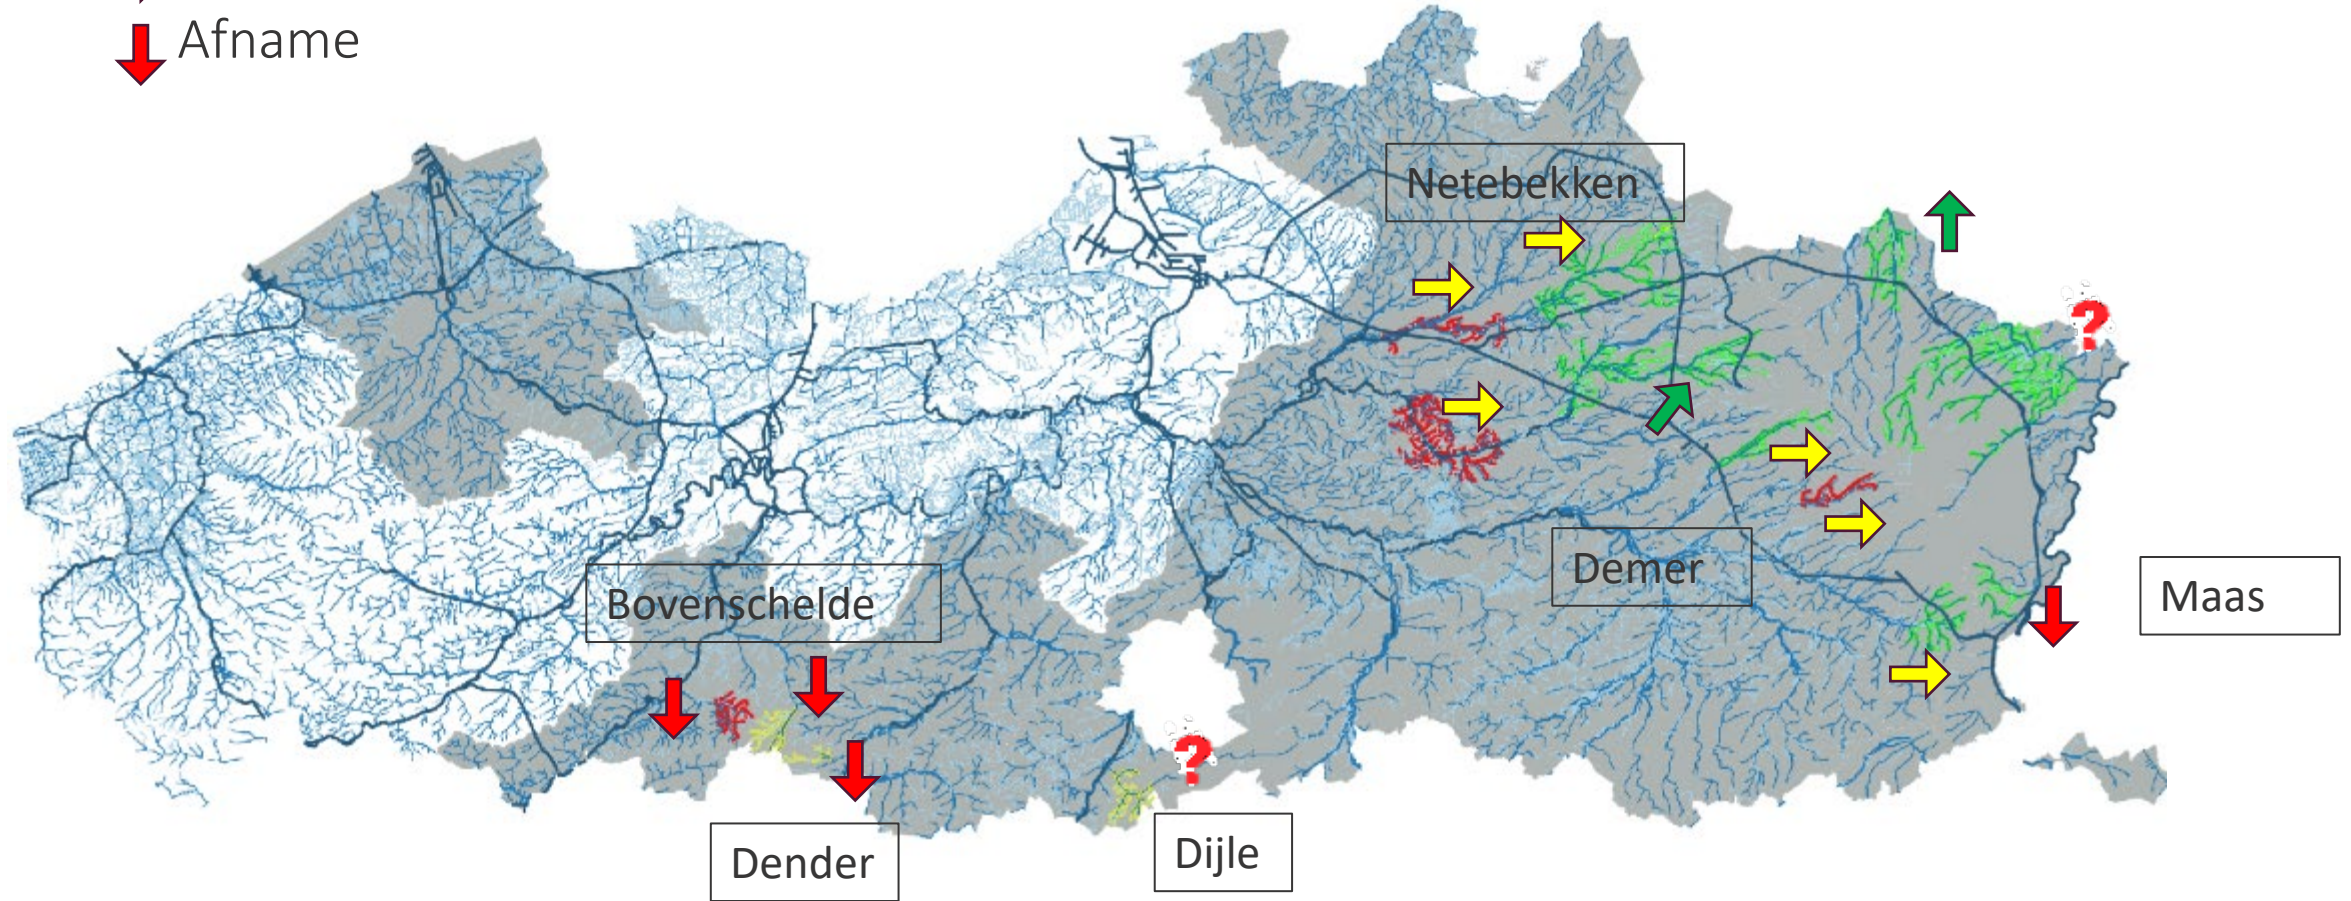 Afname
Netebekken
?
Demer
Maas
Bovenschelde
?
Dender
Dijle